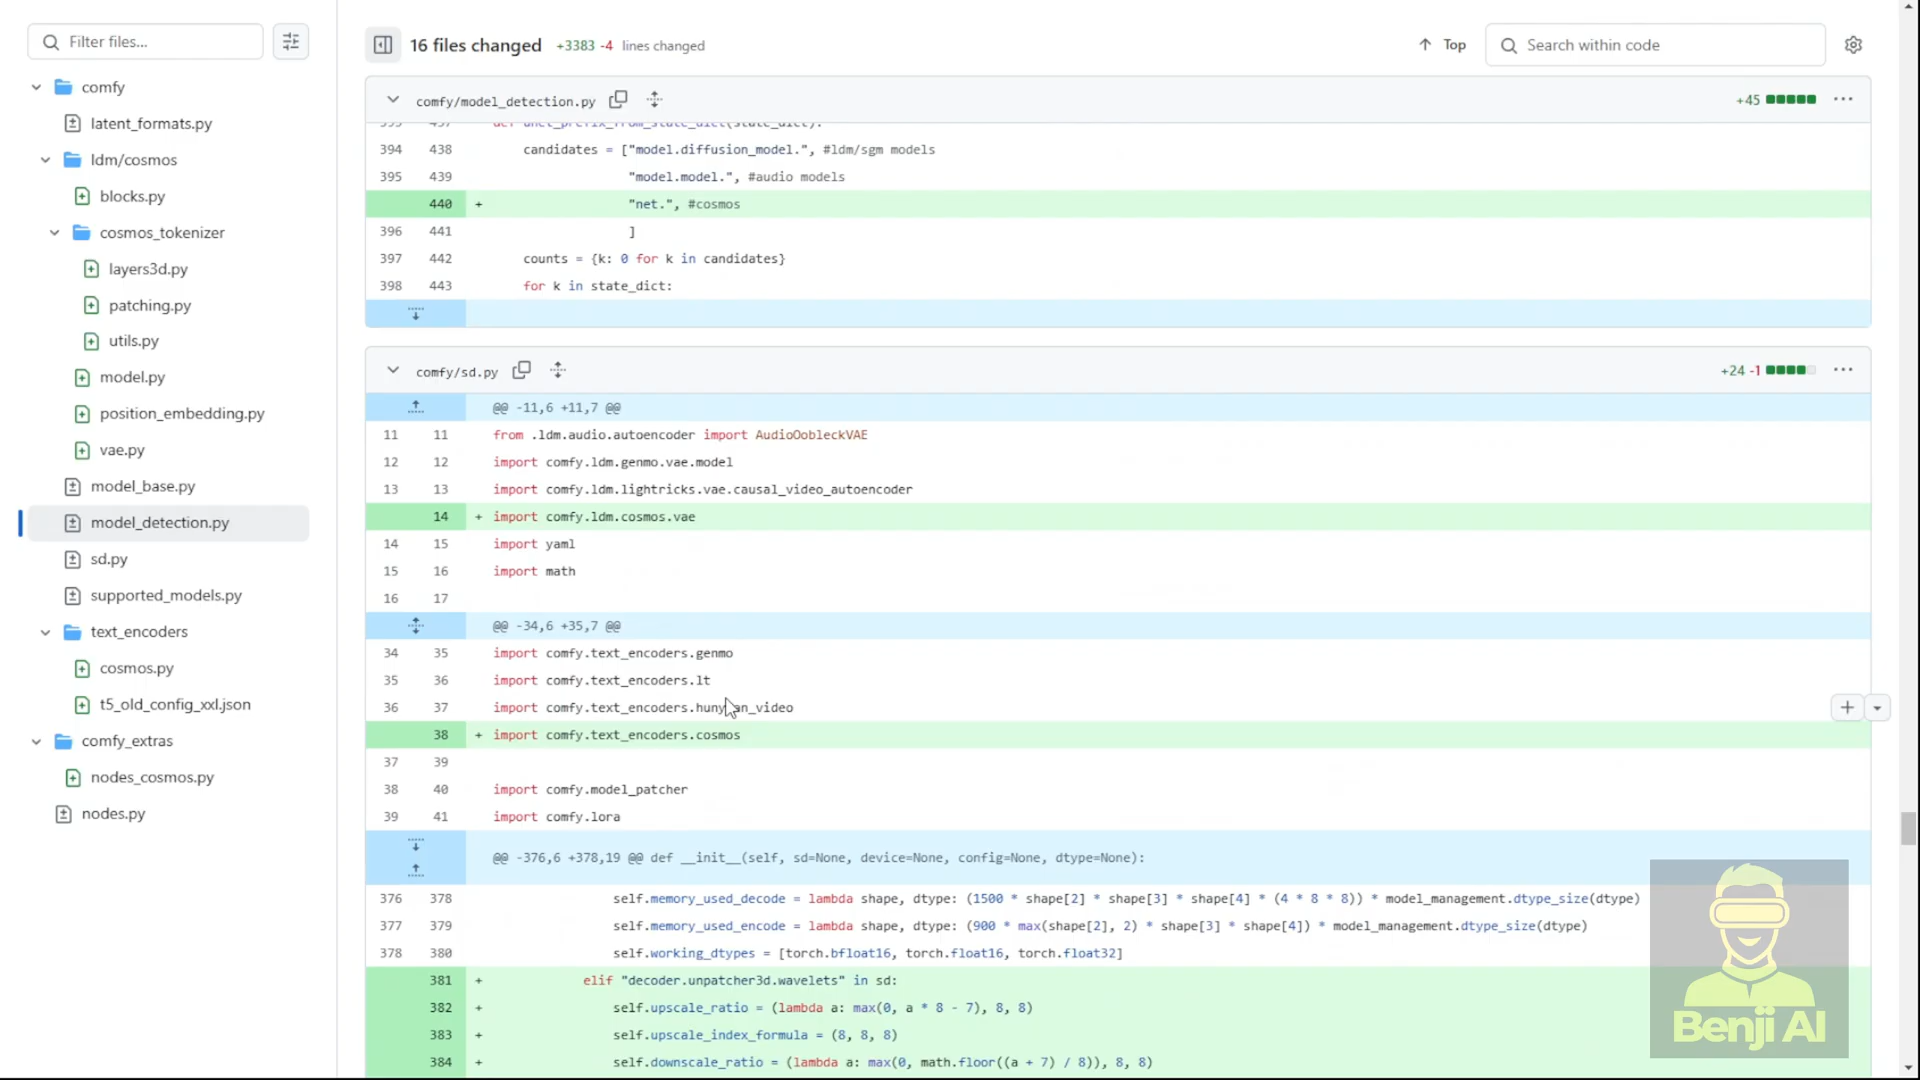 Filter files...
16 files changed +3383 -4 lines changed
Top
Search within code
comfy
latent_formats.py
ldm/cosmos
blocks.py
cosmos_tokenizer
layers3d.py
patching.py
utils.py
model.py
position_embedding.py
vae.py
model_base.py
model_detection.py
sd.py
supported_models.py
text_encoders
cosmos.py
t5_old_config_xxl.json
comfy_extras
nodes_cosmos.py
nodes.py
comfy/model_detection.py +45
def unet_prefix_from_state_dict(state_dict):
394 438 candidates = ["model.diffusion_model.", #ldm/sgm models
395 439 "model.model.", #audio models
440 + "net.", #cosmos
396 441 ]
397 442 counts = {k: 0 for k in candidates}
398 443 for k in state_dict:
comfy/sd.py +24 -1
@@ -11,6 +11,7 @@
11 11 from .ldm.audio.autoencoder import AudioOobleckVAE
12 12 import comfy.ldm.genmo.vae.model
13 13 import comfy.ldm.lightricks.vae.causal_video_autoencoder
14 + import comfy.ldm.cosmos.vae
14 15 import yaml
15 16 import math
16 17
@@ -34,6 +35,7 @@
34 35 import comfy.text_encoders.genmo
35 36 import comfy.text_encoders.lt
36 37 import comfy.text_encoders.hunyuan_video
38 + import comfy.text_encoders.cosmos
37 39
38 40 import comfy.model_patcher
39 41 import comfy.lora
@@ -376,6 +378,19 @@ def __init__(self, sd=None, device=None, config=None, dtype=None):
376 378 self.memory_used_decode = lambda shape, dtype: (1500 * shape[2] * shape[3] * shape[4] * (4 * 8 * 8)) * model_management.dtype_size(dtype)
377 379 self.memory_used_encode = lambda shape, dtype: (900 * max(shape[2], 2) * shape[3] * shape[4]) * model_management.dtype_size(dtype)
378 380 self.working_dtypes = [torch.bfloat16, torch.float16, torch.float32]
381 + elif "decoder.unpatcher3d.wavelets" in sd:
382 + self.upscale_ratio = (lambda a: max(0, a * 8 - 7), 8, 8)
383 + self.upscale_index_formula = (8, 8, 8)
384 + self.downscale_ratio = (lambda a: max(0, math.floor((a + 7) / 8)), 8, 8)
Benji AI